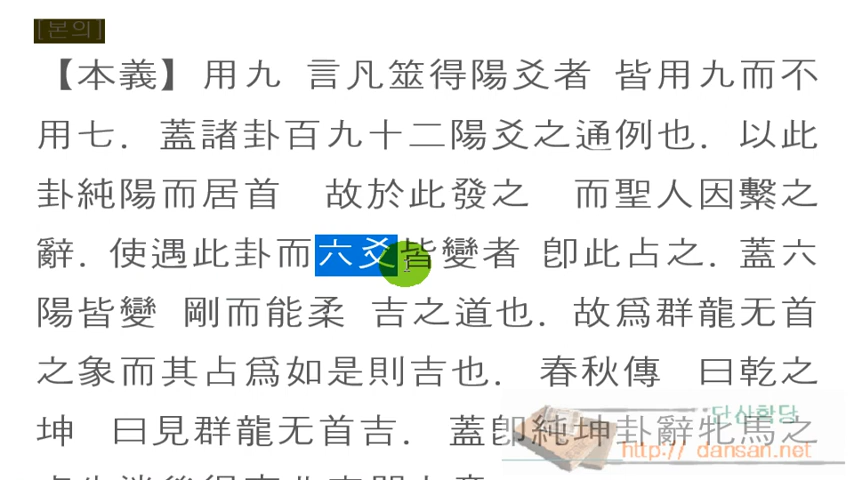 [본의]
【本義】用九 言凡筮得陽爻者 皆用九而不
用七. 蓋諸卦百九十二陽爻之通例也. 以此
卦純陽而居首 故於此發之 而聖人因繫之
辭. 使遇此卦而六爻皆變者 卽此占之. 蓋六
陽皆變 剛而能柔 吉之道也. 故爲群龍无首
之象而其占爲如是則吉也. 春秋傳 曰乾之
坤 曰見群龍无首吉. 蓋卽純坤卦辭牝馬之
단산학당
http://dansan.net